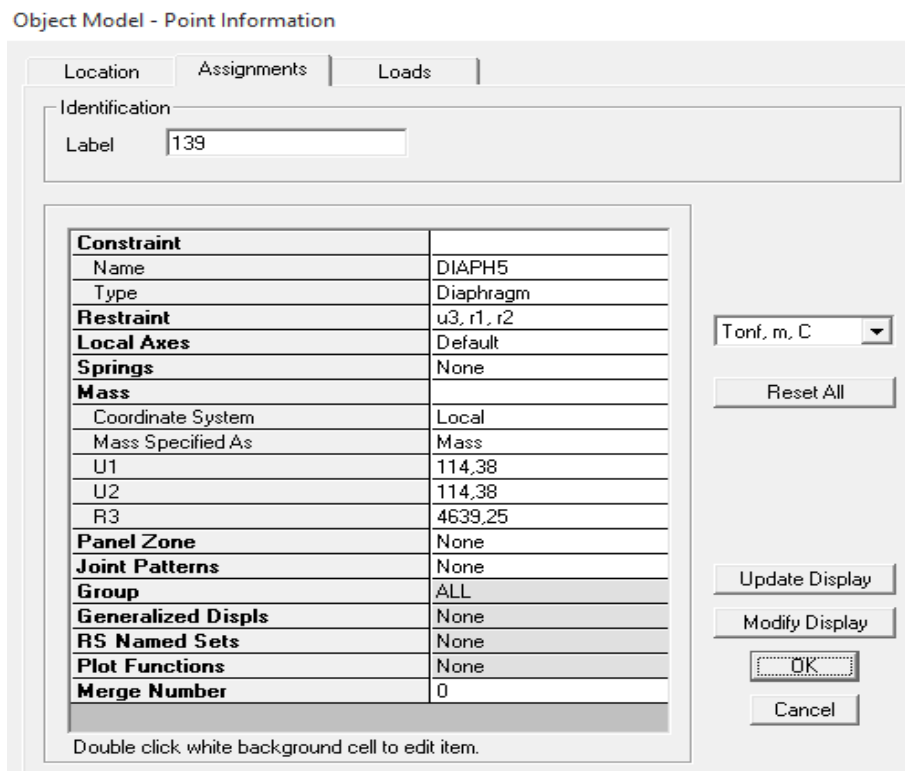 Object Model - Point Information
Location Assignments Loads
Identification
Label 139
Constraint
Name DIAPH5
Type Diaphragm
Restraint u3, r1, r2
Local Axes Default
Springs None
Mass
Coordinate System Local
Mass Specified As Mass
U1 114,38
U2 114,38
R3 4639,25
Panel Zone None
Joint Patterns None
Group ALL
Generalized Displs None
RS Named Sets None
Plot Functions None
Merge Number 0
Double click white background cell to edit item.
Tonf, m, C
Reset All
Update Display
Modify Display
OK
Cancel